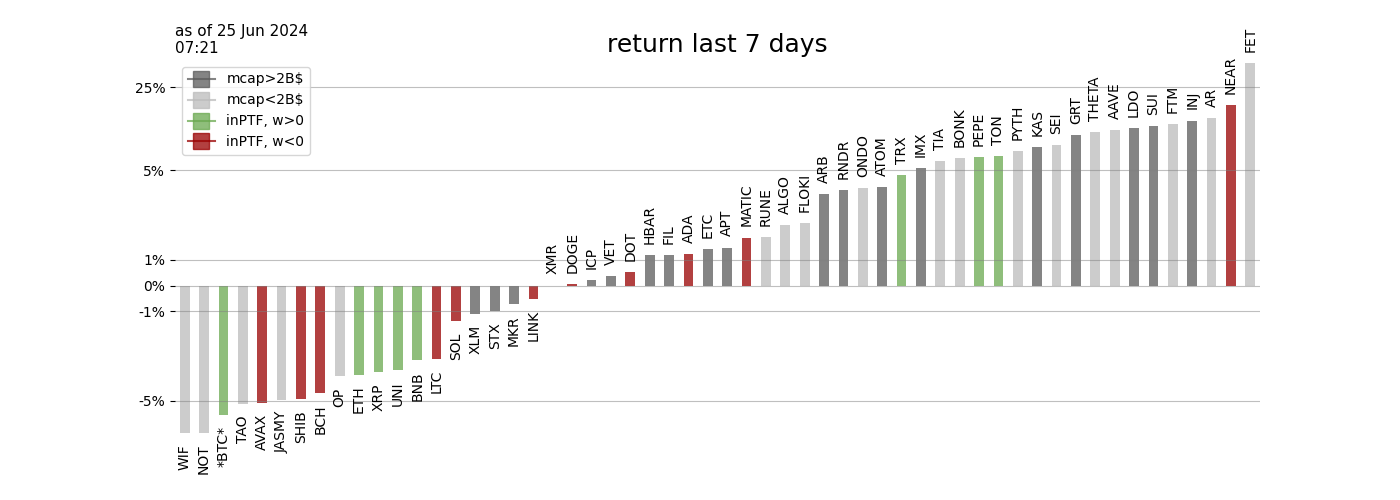 as of 25 Jun 2024
07:21
return last 7 days
mcap>2B$
mcap<2B$
inPTF, w>0
inPTF, w<0
25%
5%
1%
0%
-1%
-5%
WIF
NOT
*BTC*
TAO
AVAX
JASMY
SHIB
BCH
OP
ETH
XRP
UNI
BNB
LTC
SOL
XLM
STX
MKR
LINK
XMR
DOGE
ICP
VET
DOT
HBAR
FIL
ADA
ETC
APT
MATIC
RUNE
ALGO
FLOKI
ARB
RNDR
ONDO
ATOM
TRX
IMX
TIA
BONK
PEPE
TON
PYTH
KAS
SEI
GRT
THETA
AAVE
LDO
SUI
FTM
INJ
AR
NEAR
FET